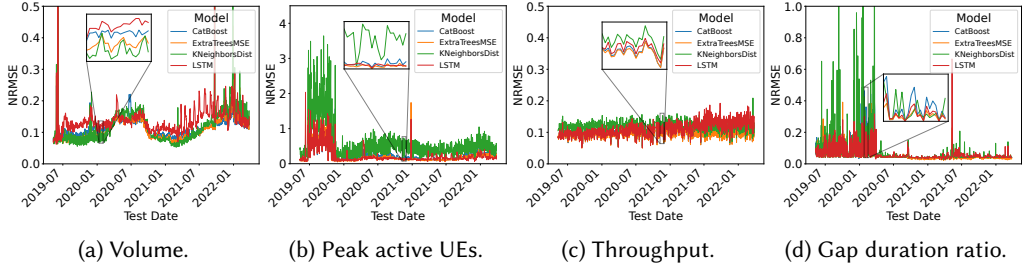 NRMSE
0.5
0.4
0.3
0.2
0.1
0.0
Model
CatBoost
ExtraTreesMSE
KNeighborsDist
LSTM
2019-07
2020-01
2020-07
2021-01
2021-07
2022-01
Test Date
(a) Volume.
NRMSE
5
4
3
2
1
0
Model
CatBoost
ExtraTreesMSE
KNeighborsDist
LSTM
2019-07
2020-01
2020-07
2021-01
2021-07
2022-01
Test Date
(b) Peak active UEs.
NRMSE
0.5
0.4
0.3
0.2
0.1
0.0
Model
CatBoost
ExtraTreesMSE
KNeighborsDist
LSTM
2019-07
2020-01
2020-07
2021-01
2021-07
2022-01
Test Date
(c) Throughput.
NRMSE
1.0
0.8
0.6
0.4
0.2
0.0
Model
CatBoost
ExtraTreesMSE
KNeighborsDist
LSTM
2019-07
2020-01
2020-07
2021-01
2021-07
2022-01
Test Date
(d) Gap duration ratio.